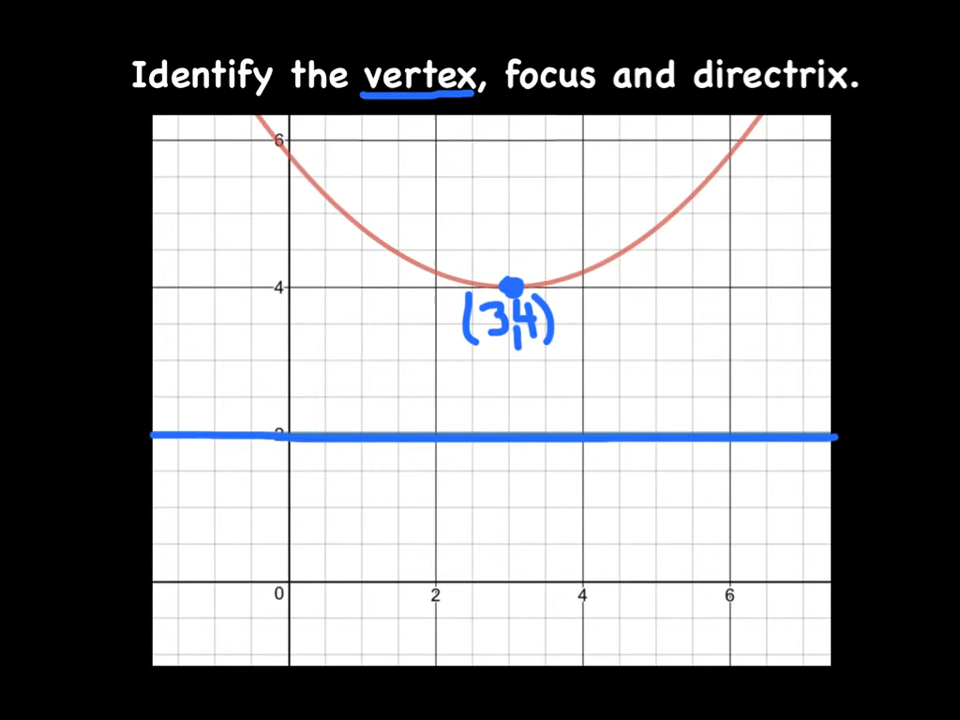 Identify the vertex, focus and directrix.
6
4
(3,4)
2
0 2 4 6